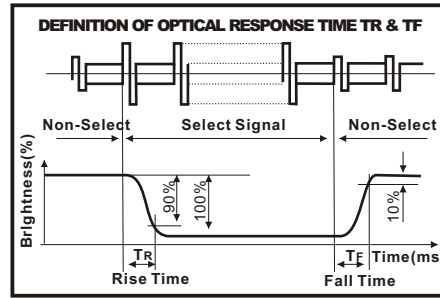 DEFINITION OF OPTICAL RESPONSE TIME TR & TF
Non-Select Select Signal Non-Select
Brightness(%)
90%
100%
10%
TR TF Time(ms
Rise Time Fall Time